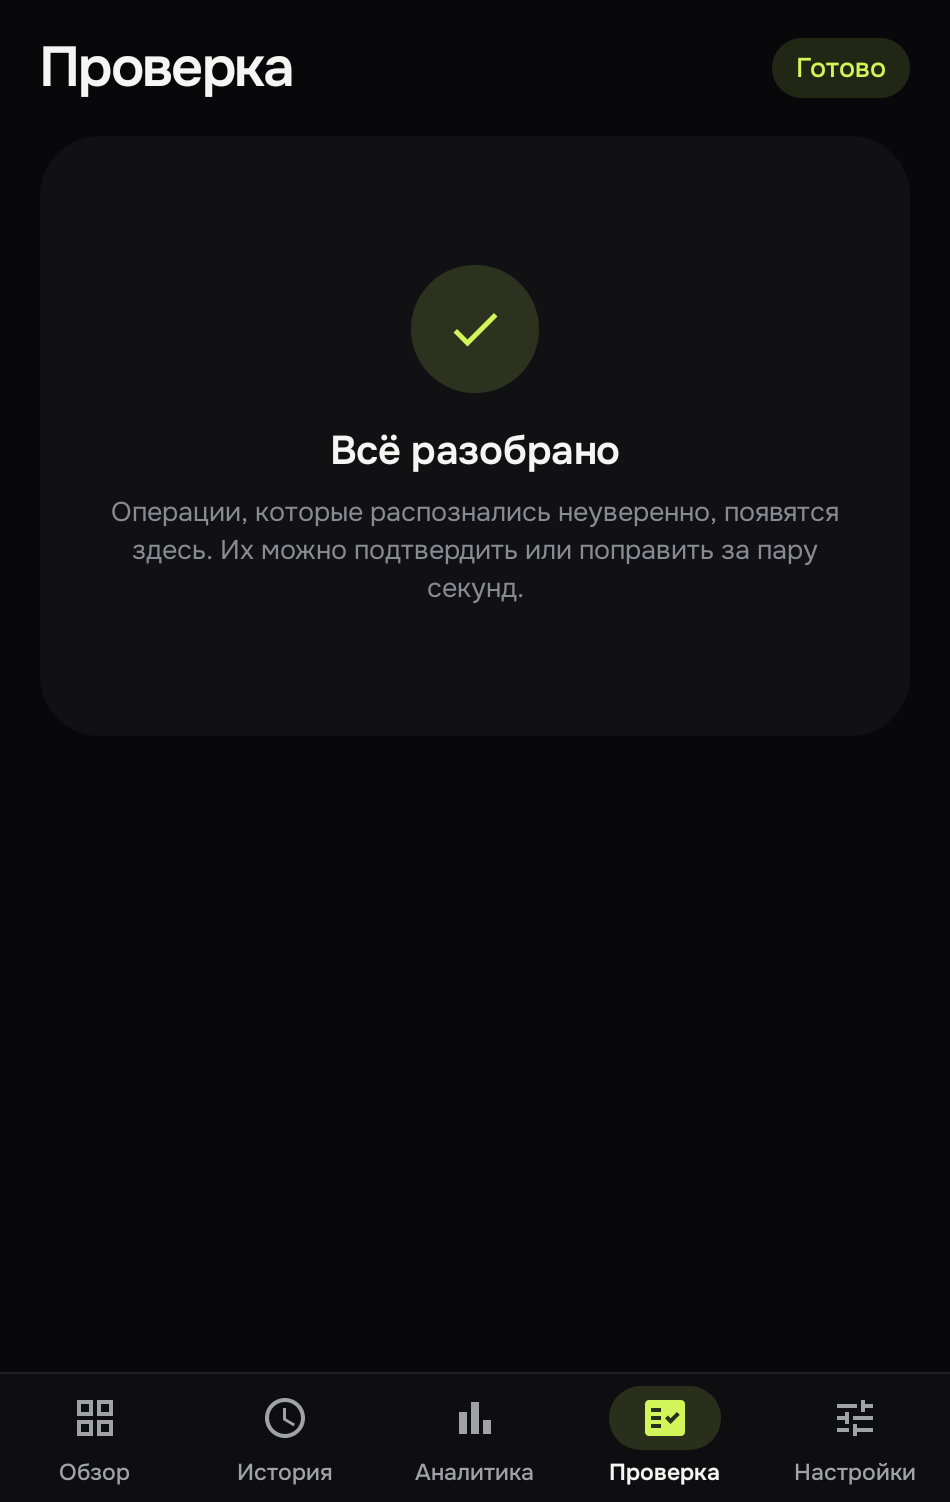 Проверка
Готово
Всё разобрано
Операции, которые распознались неуверенно, появятся
здесь. Их можно подтвердить или поправить за пару
секунд.
Обзор
История
Аналитика
Проверка
Настройки